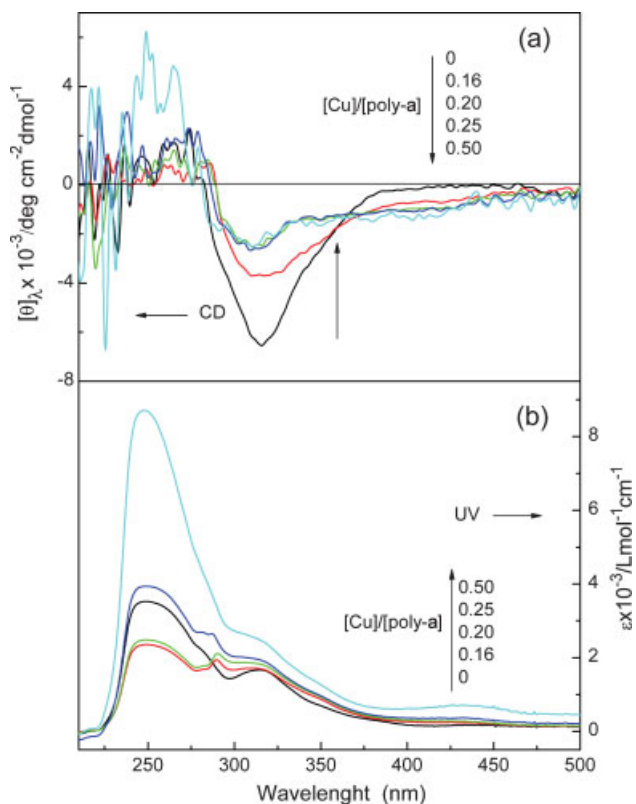 (a)
6
4
0
-4
-8
[θ]λ x 10⁻³/deg cm⁻²dmol⁻¹
[Cu]/[poly-a]
0
0.16
0.20
0.25
0.50
CD
(b)
UV
[Cu]/[poly-a]
0.50
0.25
0.20
0.16
0
8
6
4
2
0
εx10⁻³/Lmol⁻¹cm⁻¹
250 300 350 400 450 500
Wavelenght (nm)